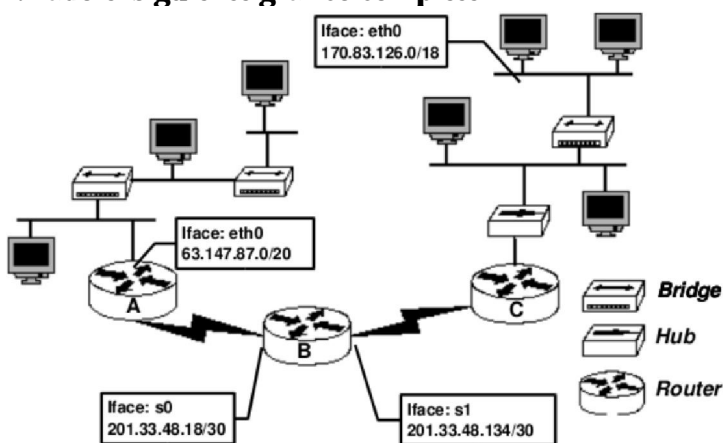 Iface: eth0
170.83.126.0/18
Iface: eth0
63.147.87.0/20
A
B
C
Iface: s0
201.33.48.18/30
Iface: s1
201.33.48.134/30
Bridge
Hub
Router